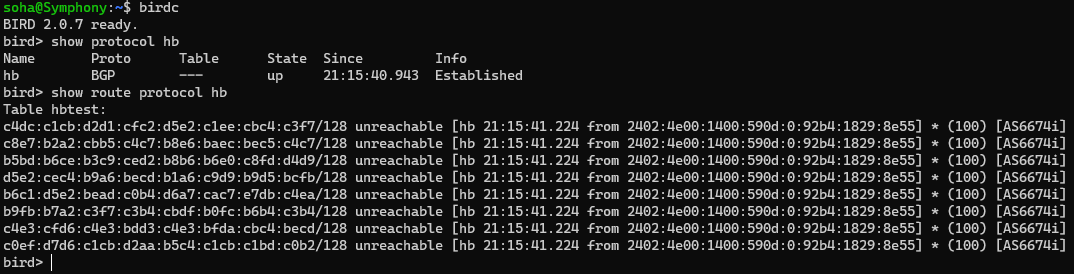 soha@Symphony:~$ birdc
BIRD 2.0.7 ready.
bird> show protocol hb
Name       Proto      Table      State  Since         Info
hb         BGP        ---        up     21:15:40.943  Established
bird> show route protocol hb
Table hbtest:
c4dc:c1cb:d2d1:cfc2:d5e2:c1ee:cbc4:c3f7/128 unreachable [hb 21:15:41.224 from 2402:4e00:1400:590d:0:92b4:1829:8e55] * (100) [AS6674i]
c8e7:b2a2:cbb5:c4c7:b8e6:baec:bec5:c4c7/128 unreachable [hb 21:15:41.224 from 2402:4e00:1400:590d:0:92b4:1829:8e55] * (100) [AS6674i]
b5bd:b6ce:b3c9:ced2:b8b6:b6e0:c8fd:d4d9/128 unreachable [hb 21:15:41.224 from 2402:4e00:1400:590d:0:92b4:1829:8e55] * (100) [AS6674i]
d5e2:cec4:b9a6:becd:b1a6:c9d9:b9d5:bcfb/128 unreachable [hb 21:15:41.224 from 2402:4e00:1400:590d:0:92b4:1829:8e55] * (100) [AS6674i]
b6c1:d5e2:bead:c0b4:d6a7:cac7:e7db:c4ea/128 unreachable [hb 21:15:41.224 from 2402:4e00:1400:590d:0:92b4:1829:8e55] * (100) [AS6674i]
b9fb:b7a2:c3f7:c3b4:cbdf:b0fc:b6b4:c3b4/128 unreachable [hb 21:15:41.224 from 2402:4e00:1400:590d:0:92b4:1829:8e55] * (100) [AS6674i]
c4e3:cfd6:c4e3:bdd3:c4e3:bfda:cbc4:becd/128 unreachable [hb 21:15:41.224 from 2402:4e00:1400:590d:0:92b4:1829:8e55] * (100) [AS6674i]
c0ef:d7d6:c1cb:d2aa:b5c4:c1cb:c1bd:c0b2/128 unreachable [hb 21:15:41.224 from 2402:4e00:1400:590d:0:92b4:1829:8e55] * (100) [AS6674i]
bird>